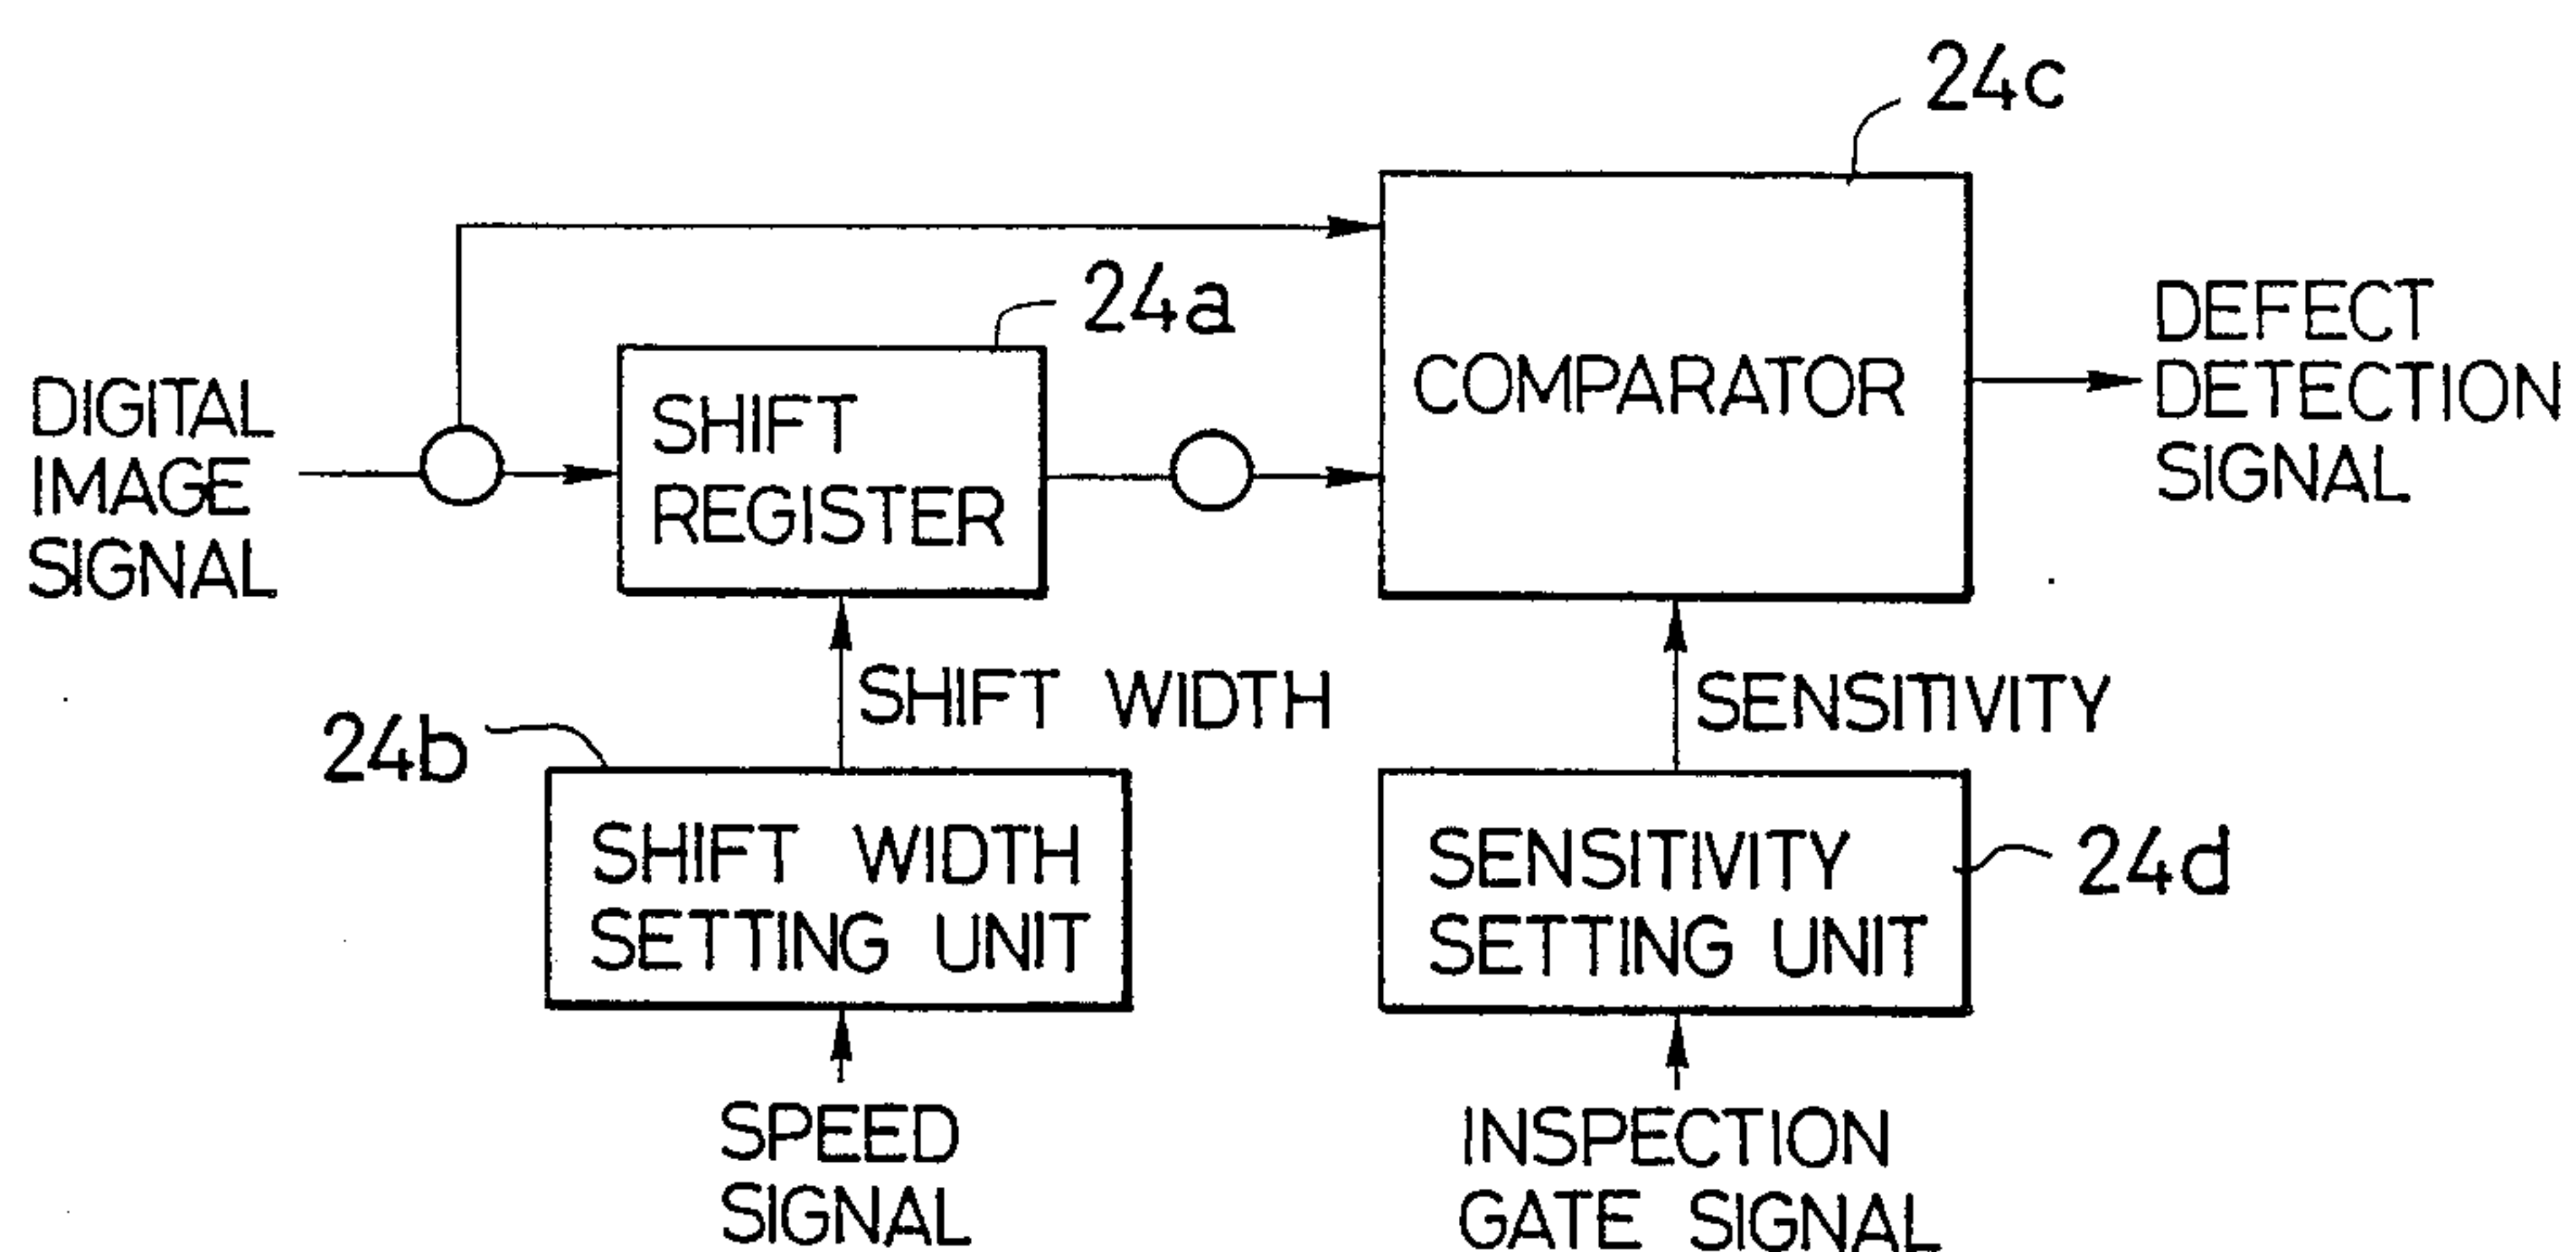 24c
24a
DIGITAL
IMAGE
SIGNAL
SHIFT
REGISTER
COMPARATOR
DEFECT
DETECTION
SIGNAL
SHIFT WIDTH
SENSITIVITY
24b
SHIFT WIDTH
SETTING UNIT
SENSITIVITY
SETTING UNIT
24d
SPEED
SIGNAL
INSPECTION
GATE SIGNAL